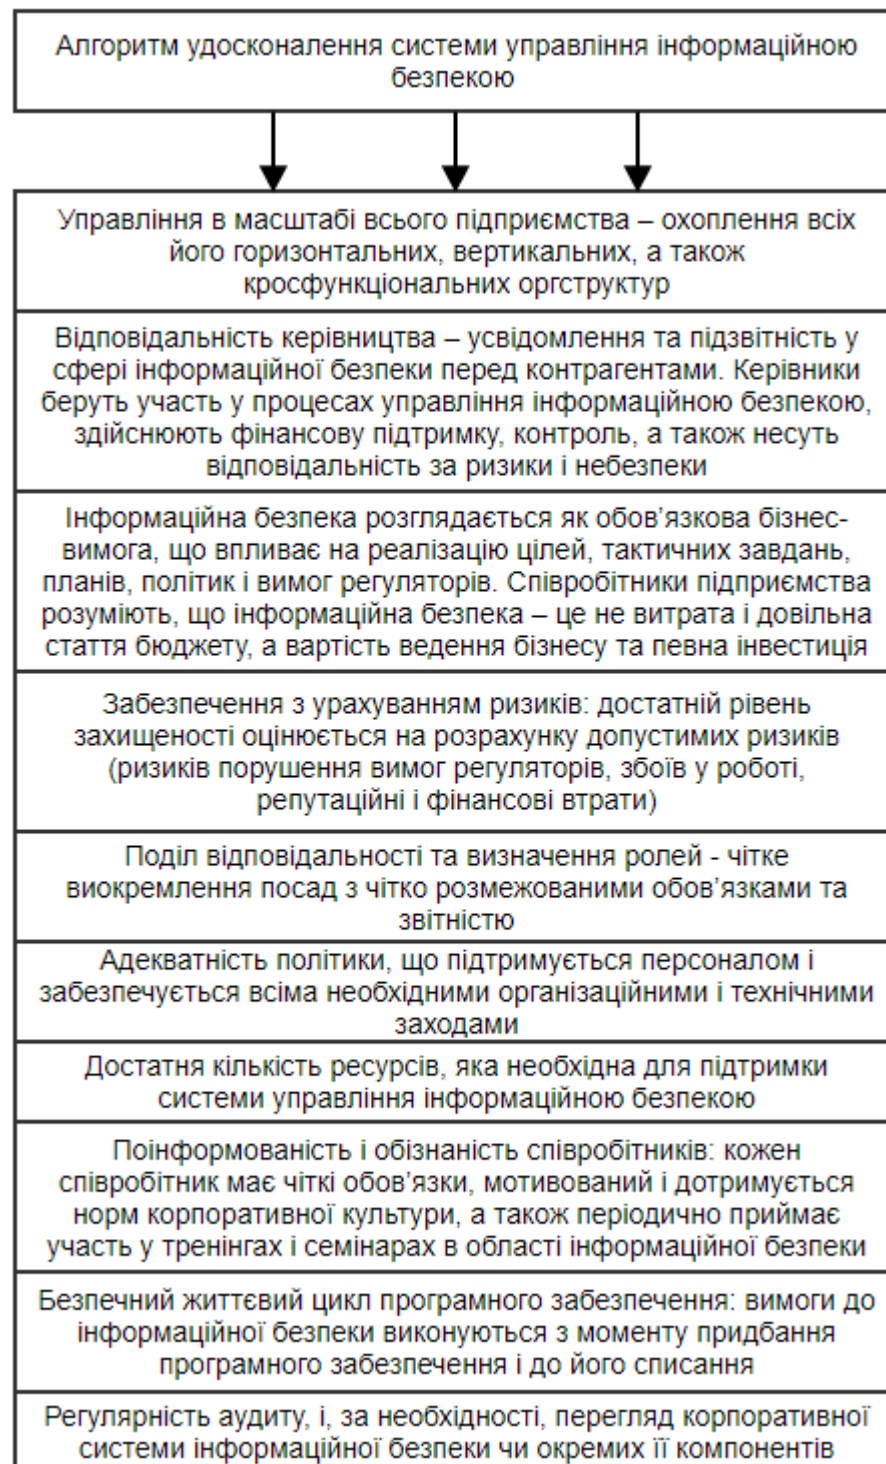 Алгоритм удосконалення системи управління інформаційною
безпекою
Управління в масштабі всього підприємства – охоплення всіх
його горизонтальних, вертикальних, а також
кросфункціональних оргструктур
Відповідальність керівництва – усвідомлення та підзвітність у
сфері інформаційної безпеки перед контрагентами. Керівники
беруть участь у процесах управління інформаційною безпекою,
здійснюють фінансову підтримку, контроль, а також несуть
відповідальність за ризики і небезпеки
Інформаційна безпека розглядається як обов’язкова бізнес-
вимога, що впливає на реалізацію цілей, тактичних завдань,
планів, політик і вимог регуляторів. Співробітники підприємства
розуміють, що інформаційна безпека – це не витрата і довільна
стаття бюджету, а вартість ведення бізнесу та певна інвестиція
Забезпечення з урахуванням ризиків: достатній рівень
захищеності оцінюється на розрахунку допустимих ризиків
(ризиків порушення вимог регуляторів, збоїв у роботі,
репутаційні і фінансові втрати)
Поділ відповідальності та визначення ролей - чітке
виокремлення посад з чітко розмежованими обов’язками та
звітністю
Адекватність політики, що підтримується персоналом і
забезпечується всіма необхідними організаційними і технічними
заходами
Достатня кількість ресурсів, яка необхідна для підтримки
системи управління інформаційною безпекою
Поінформованість і обізнаність співробітників: кожен
співробітник має чіткі обов’язки, мотивований і дотримується
норм корпоративної культури, а також періодично приймає
участь у тренінгах і семінарах в області інформаційної безпеки
Безпечний життєвий цикл програмного забезпечення: вимоги до
інформаційної безпеки виконуються з моменту придбання
програмного забезпечення і до його списання
Регулярність аудиту, і, за необхідності, перегляд корпоративної
системи інформаційної безпеки чи окремих її компонентів